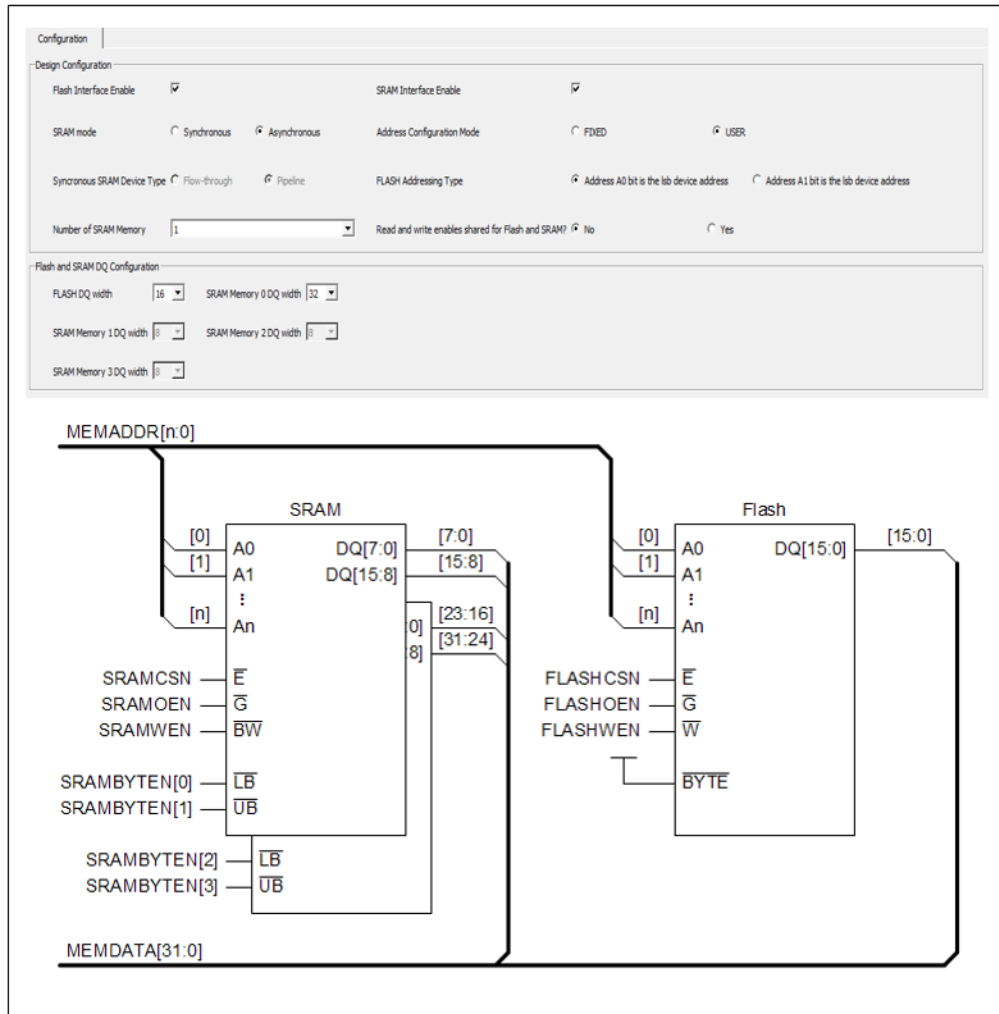 Configuration
Design Configuration
Flash Interface Enable SRAM Interface Enable
SRAM mode Synchronous Asynchronous Address Configuration Mode FIXED USER
Syncronous SRAM Device Type Flow-through Pipeline FLASH Addressing Type Address A0 bit is the lsb device address Address A1 bit is the lsb device address
Number of SRAM Memory 1 Read and write enables shared for Flash and SRAM? No Yes
Flash and SRAM DQ Configuration
FLASH DQ width 16 SRAM Memory 0 DQ width 32
SRAM Memory 1 DQ width 8 SRAM Memory 2 DQ width 8
SRAM Memory 3 DQ width 8
MEMADDR[n:0]
SRAM Flash
[0] A0 DQ[7:0] [7:0] [0] A0 DQ[15:0] [15:0]
[1] A1 DQ[15:8] [15:8] [1] A1
⋮ ⋮
[n] An :0] [23:16] [n] An
:8] [31:24]
SRAMCSN E FLASHCSN E
SRAMOEN G FLASHOEN G
SRAMWEN BW FLASHWEN W
SRAMBYTEN[0] LB BYTE
SRAMBYTEN[1] UB
SRAMBYTEN[2] LB
SRAMBYTEN[3] UB
MEMDATA[31:0]